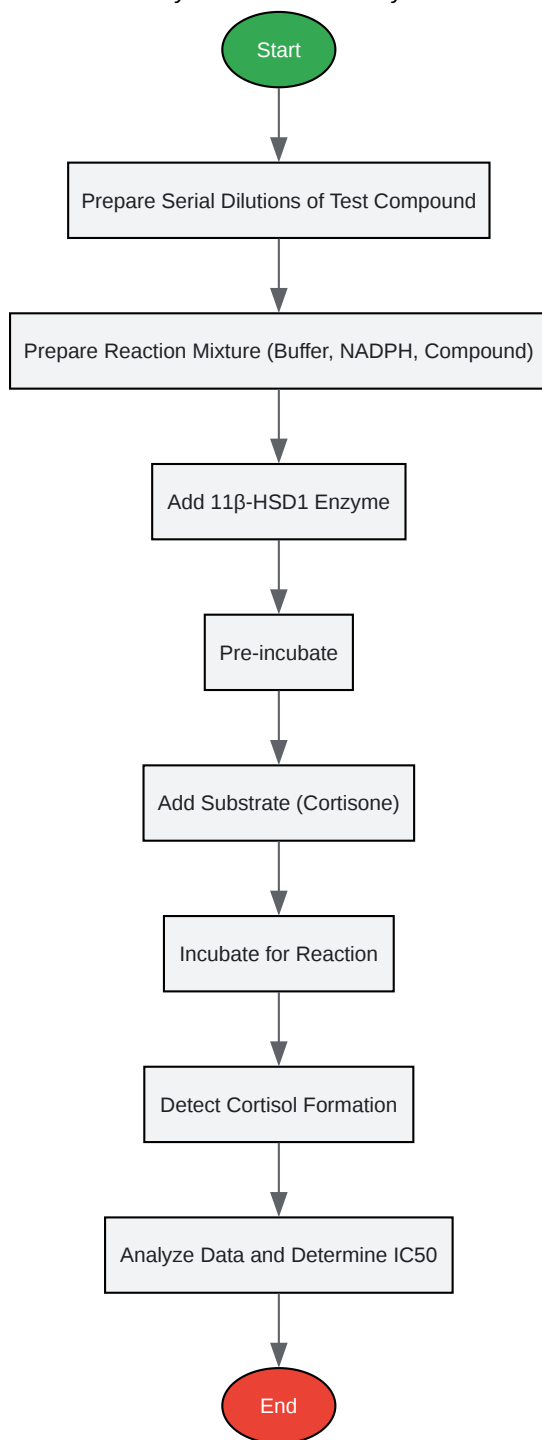 Start
Prepare Serial Dilutions of Test Compound
Prepare Reaction Mixture (Buffer, NADPH, Compound)
Add 11β-HSD1 Enzyme
Pre-incubate
Add Substrate (Cortisone)
Incubate for Reaction
Detect Cortisol Formation
Analyze Data and Determine IC50
End